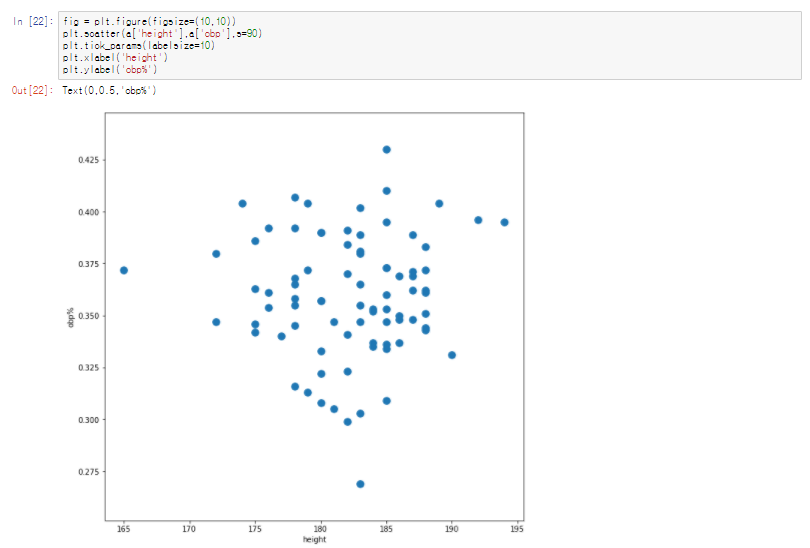 In [22]: fig = plt.figure(figsize=(10,10))
plt.scatter(a['height'],a['obp'],s=90)
plt.tick_params(labelsize=10)
plt.xlabel('height')
plt.ylabel('obp%')
Out[22]: Text(0,0.5,'obp%')
0.425
0.400
0.375
0.350
obp%
0.325
0.300
0.275
165 170 175 180 185 190 195
height